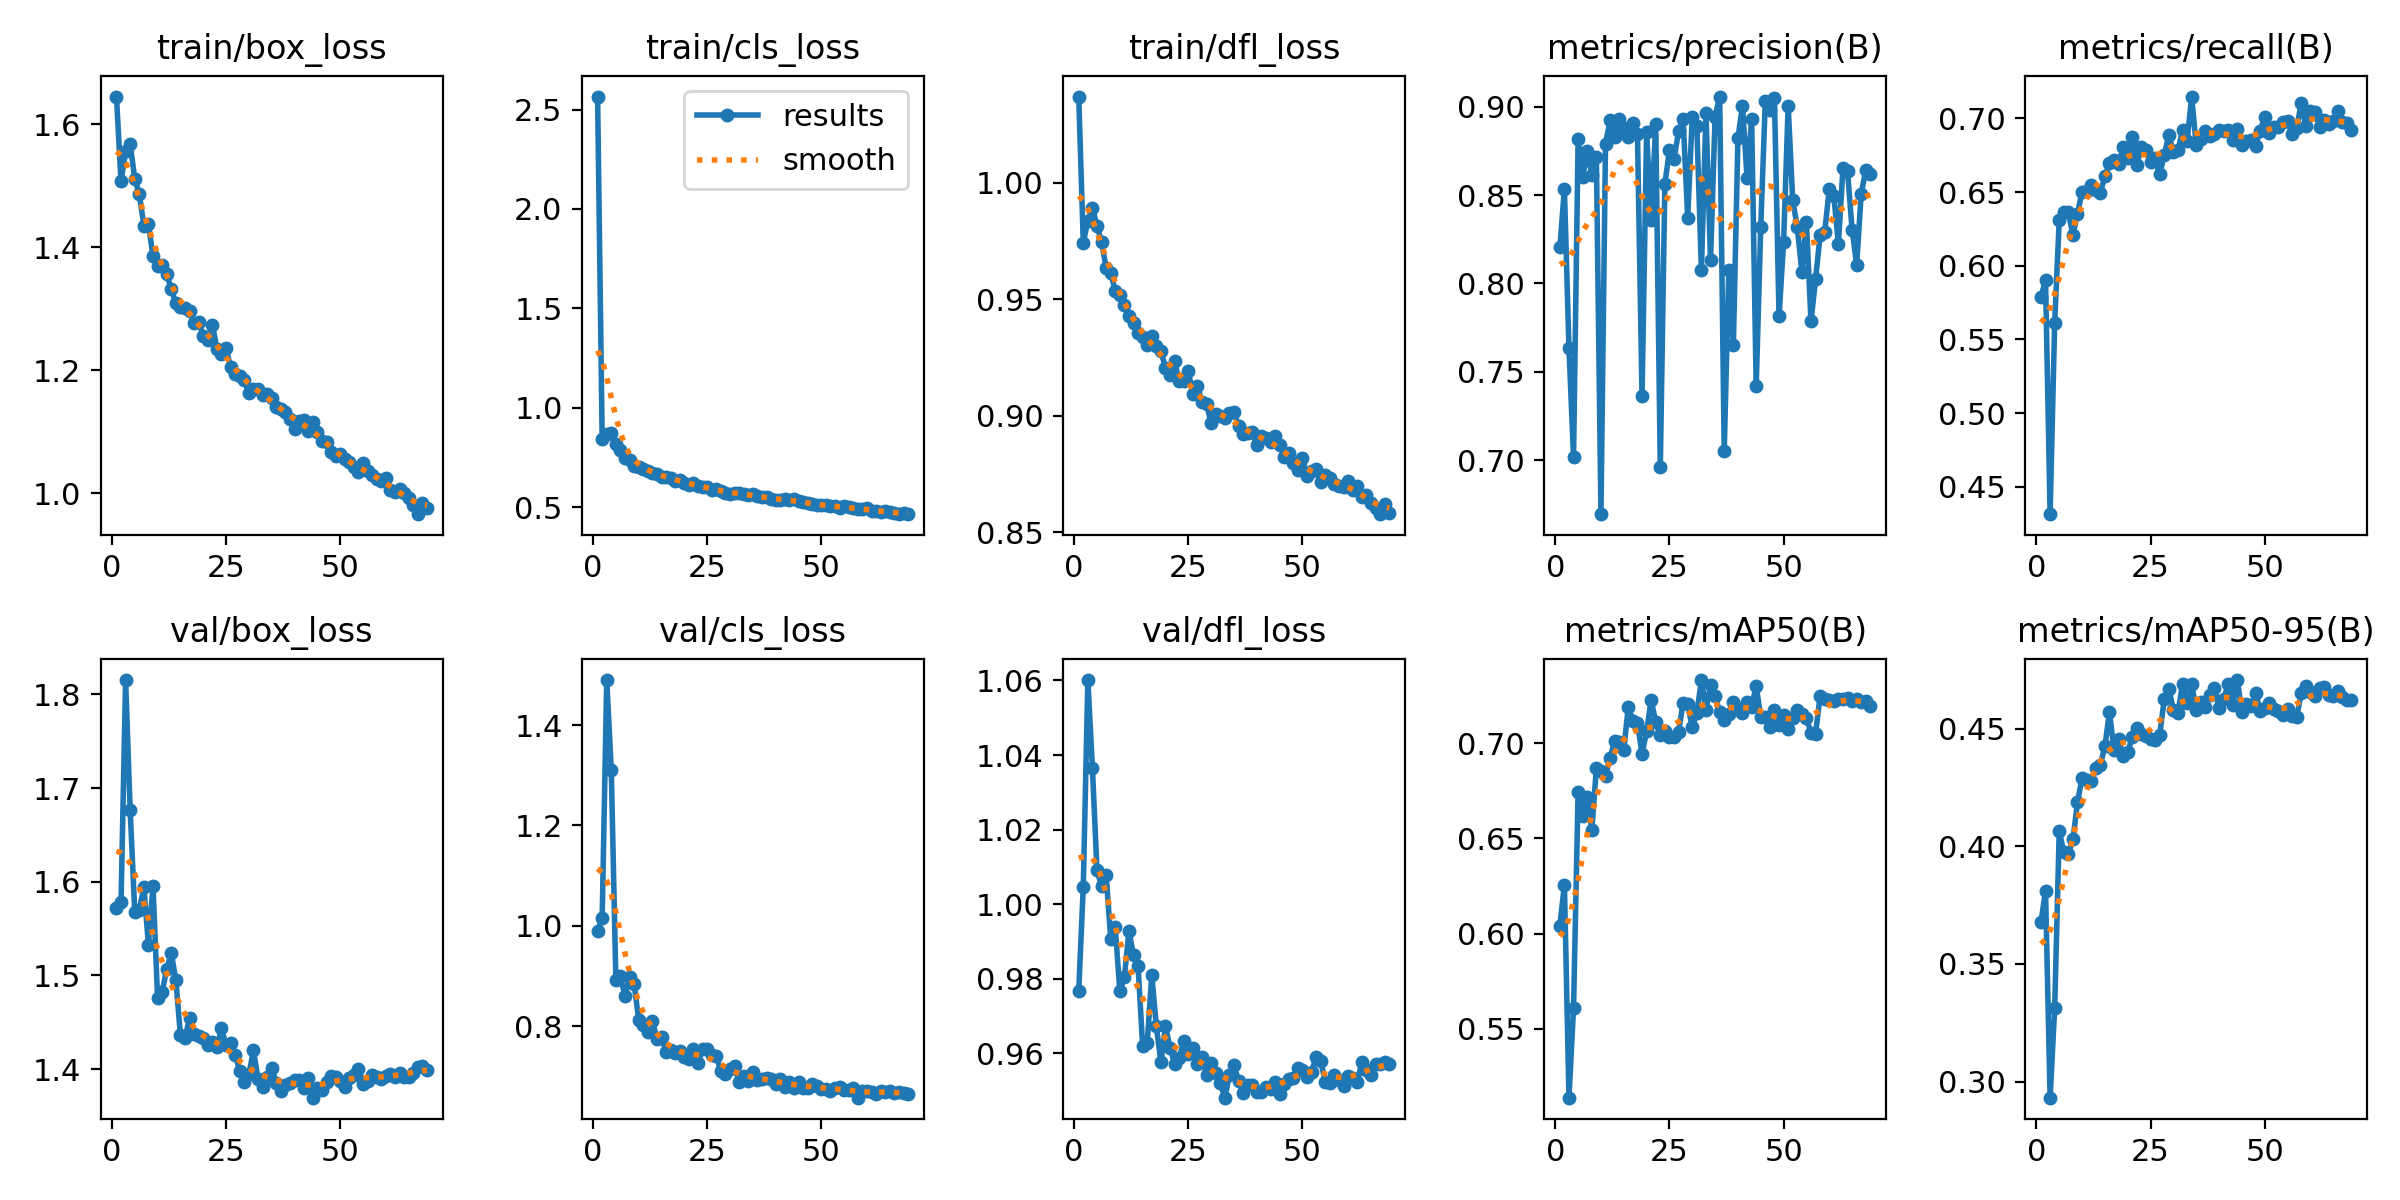 train/box_loss
1.6
1.4
1.2
1.0
0 25 50
train/cls_loss
results
smooth
2.5
2.0
1.5
1.0
0.5
0 25 50
train/dfl_loss
1.00
0.95
0.90
0.85
0 25 50
metrics/precision(B)
0.90
0.85
0.80
0.75
0.70
0 25 50
metrics/recall(B)
0.70
0.65
0.60
0.55
0.50
0.45
0 25 50
val/box_loss
1.8
1.7
1.6
1.5
1.4
0 25 50
val/cls_loss
1.4
1.2
1.0
0.8
0 25 50
val/dfl_loss
1.06
1.04
1.02
1.00
0.98
0.96
0 25 50
metrics/mAP50(B)
0.70
0.65
0.60
0.55
0 25 50
metrics/mAP50-95(B)
0.45
0.40
0.35
0.30
0 25 50